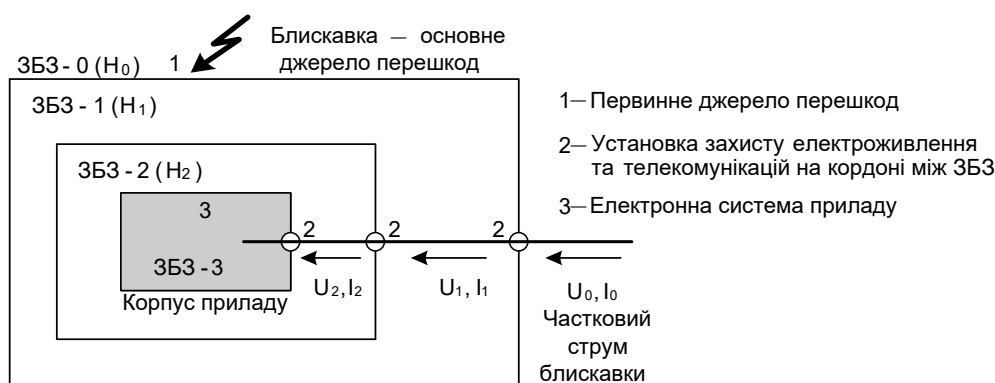 Блискавка — основне
джерело перешкод
ЗБЗ - 0 (H₀) 1
ЗБЗ - 1 (H₁)
1— Первинне джерело перешкод
2— Установка захисту електроживлення
та телекомунікацій на кордоні між ЗБЗ
3— Електронна система приладу
ЗБЗ - 2 (H₂)
3
2 2 2
ЗБЗ - 3
Корпус приладу
U₂, I₂ U₁, I₁ U₀, I₀
Частковий
струм
блискавки